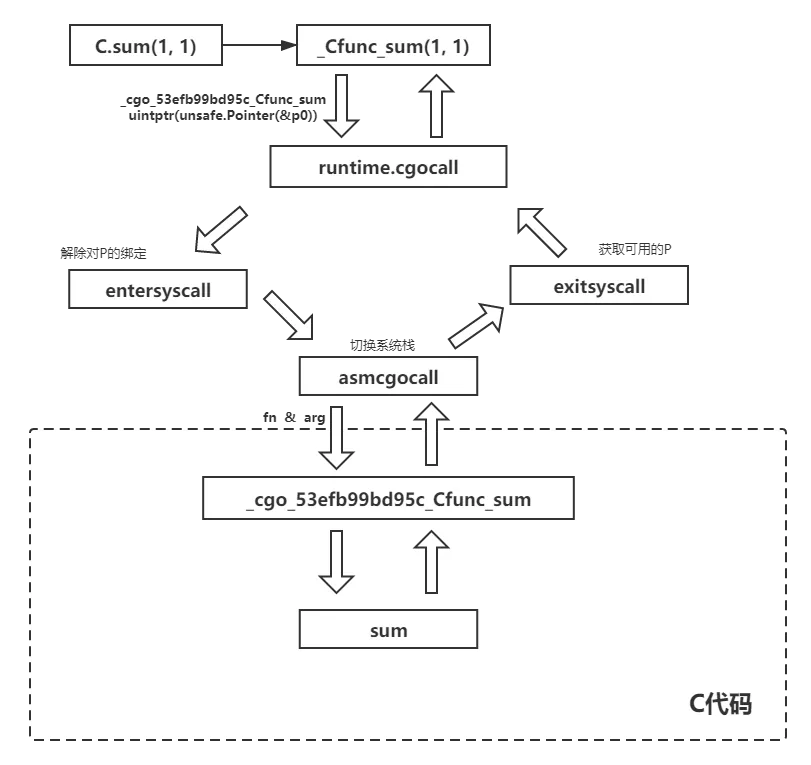 C.sum(1, 1)
_Cfunc_sum(1, 1)
_cgo_53efb99bd95c_Cfunc_sum
uintptr(unsafe.Pointer(&p0))
runtime.cgocall
解除对P的绑定
获取可用的P
entersyscall
exitsyscall
切换系统栈
asmcgocall
fn & arg
_cgo_53efb99bd95c_Cfunc_sum
sum
C代码